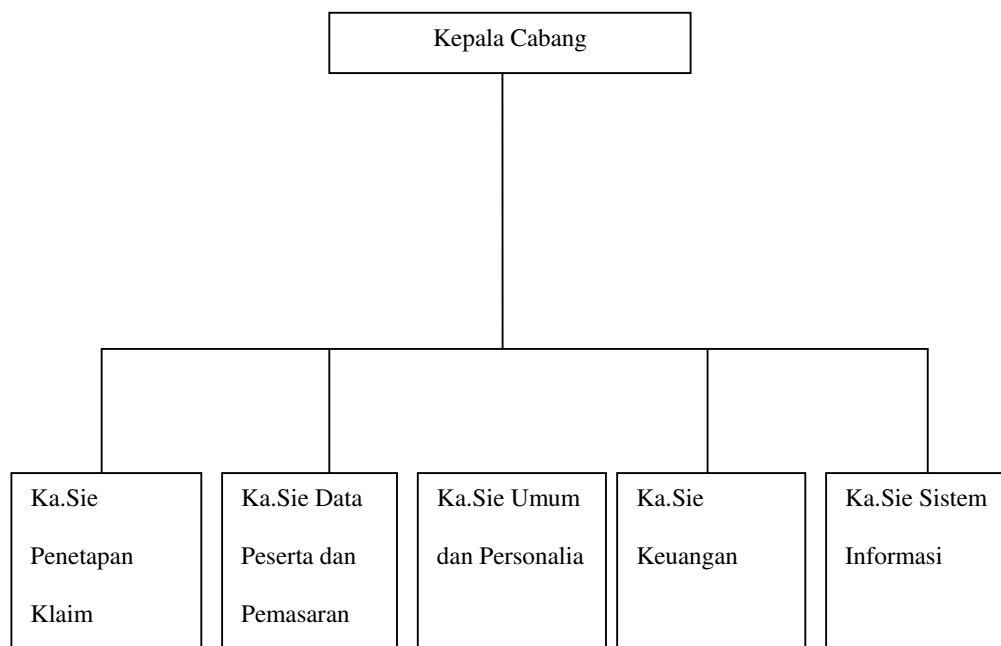 Kepala Cabang
Ka.Sie
Penetapan
Klaim
Ka.Sie Data
Peserta dan
Pemasaran
Ka.Sie Umum
dan Personalia
Ka.Sie
Keuangan
Ka.Sie Sistem
Informasi